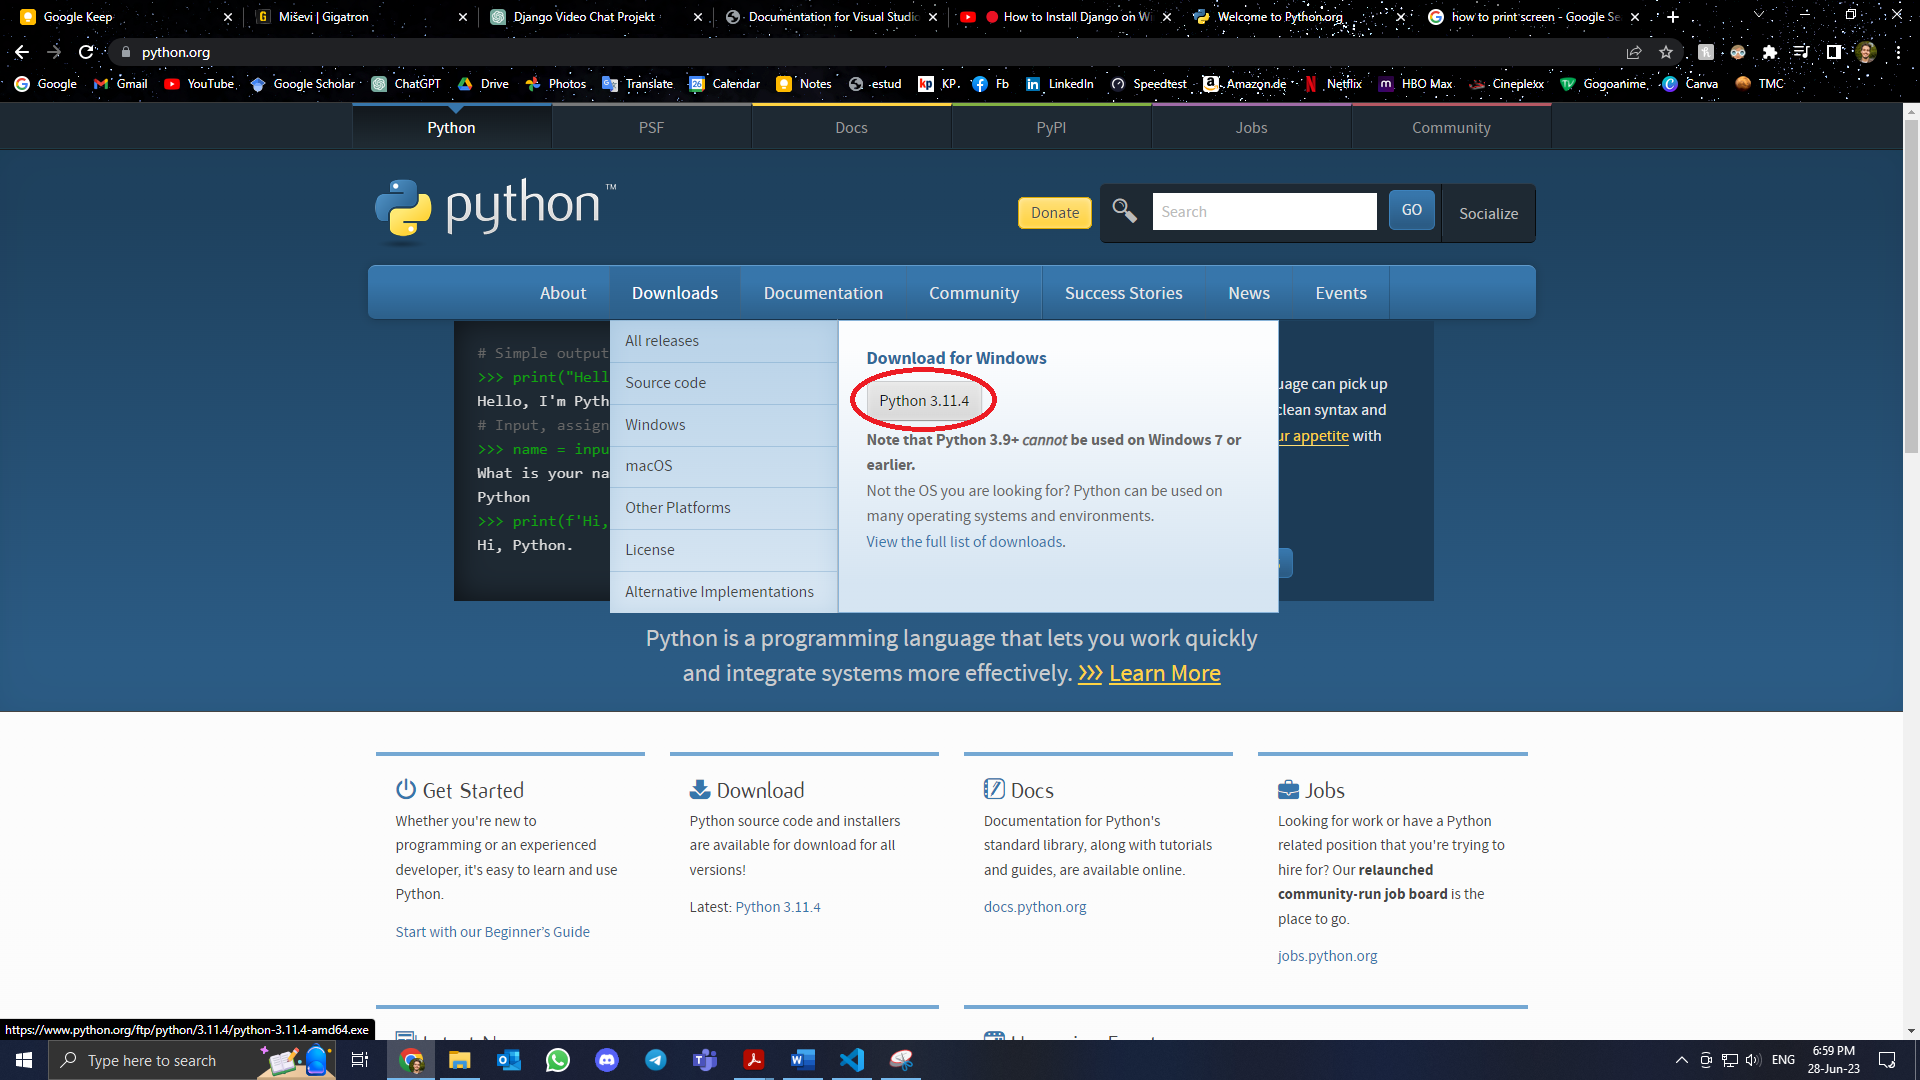 Google Keep
Miševi | Gigatron
Django Video Chat Projekt
Documentation for Visual Studi
How to Install Django on Wi
Welcome to Python.org
how to print screen - Google Se
python.org
Google
Gmail
YouTube
Google Scholar
ChatGPT
Drive
Photos
Translate
Calendar
Notes
estud
KP
Fb
LinkedIn
Speedtest
Amazon.de
Netflix
HBO Max
Cineplexx
Gogoanime
Canva
TMC
Python
PSF
Docs
PyPI
Jobs
Community
python™
Donate
Search
GO
Socialize
About
Downloads
Documentation
Community
Success Stories
News
Events
# Simple output
>>> print("Hell
Hello, I'm Pyth
# Input, assign
>>> name = inpu
What is your na
Python
>>> print(f'Hi,
Hi, Python.
All releases
Source code
Windows
macOS
Other Platforms
License
Alternative Implementations
Download for Windows
Python 3.11.4
Note that Python 3.9+ cannot be used on Windows 7 or
earlier.
Not the OS you are looking for? Python can be used on
many operating systems and environments.
View the full list of downloads.
uage can pick up
clean syntax and
ur appetite with
Python is a programming language that lets you work quickly
and integrate systems more effectively. >>> Learn More
Get Started
Whether you're new to
programming or an experienced
developer, it's easy to learn and use
Python.
Start with our Beginner's Guide
Download
Python source code and installers
are available for download for all
versions!
Latest: Python 3.11.4
Docs
Documentation for Python's
standard library, along with tutorials
and guides, are available online.
docs.python.org
Jobs
Looking for work or have a Python
related position that you're trying to
hire for? Our relaunched
community-run job board is the
place to go.
jobs.python.org
https://www.python.org/ftp/python/3.11.4/python-3.11.4-amd64.exe
Type here to search
ENG
6:59 PM
28-Jun-23